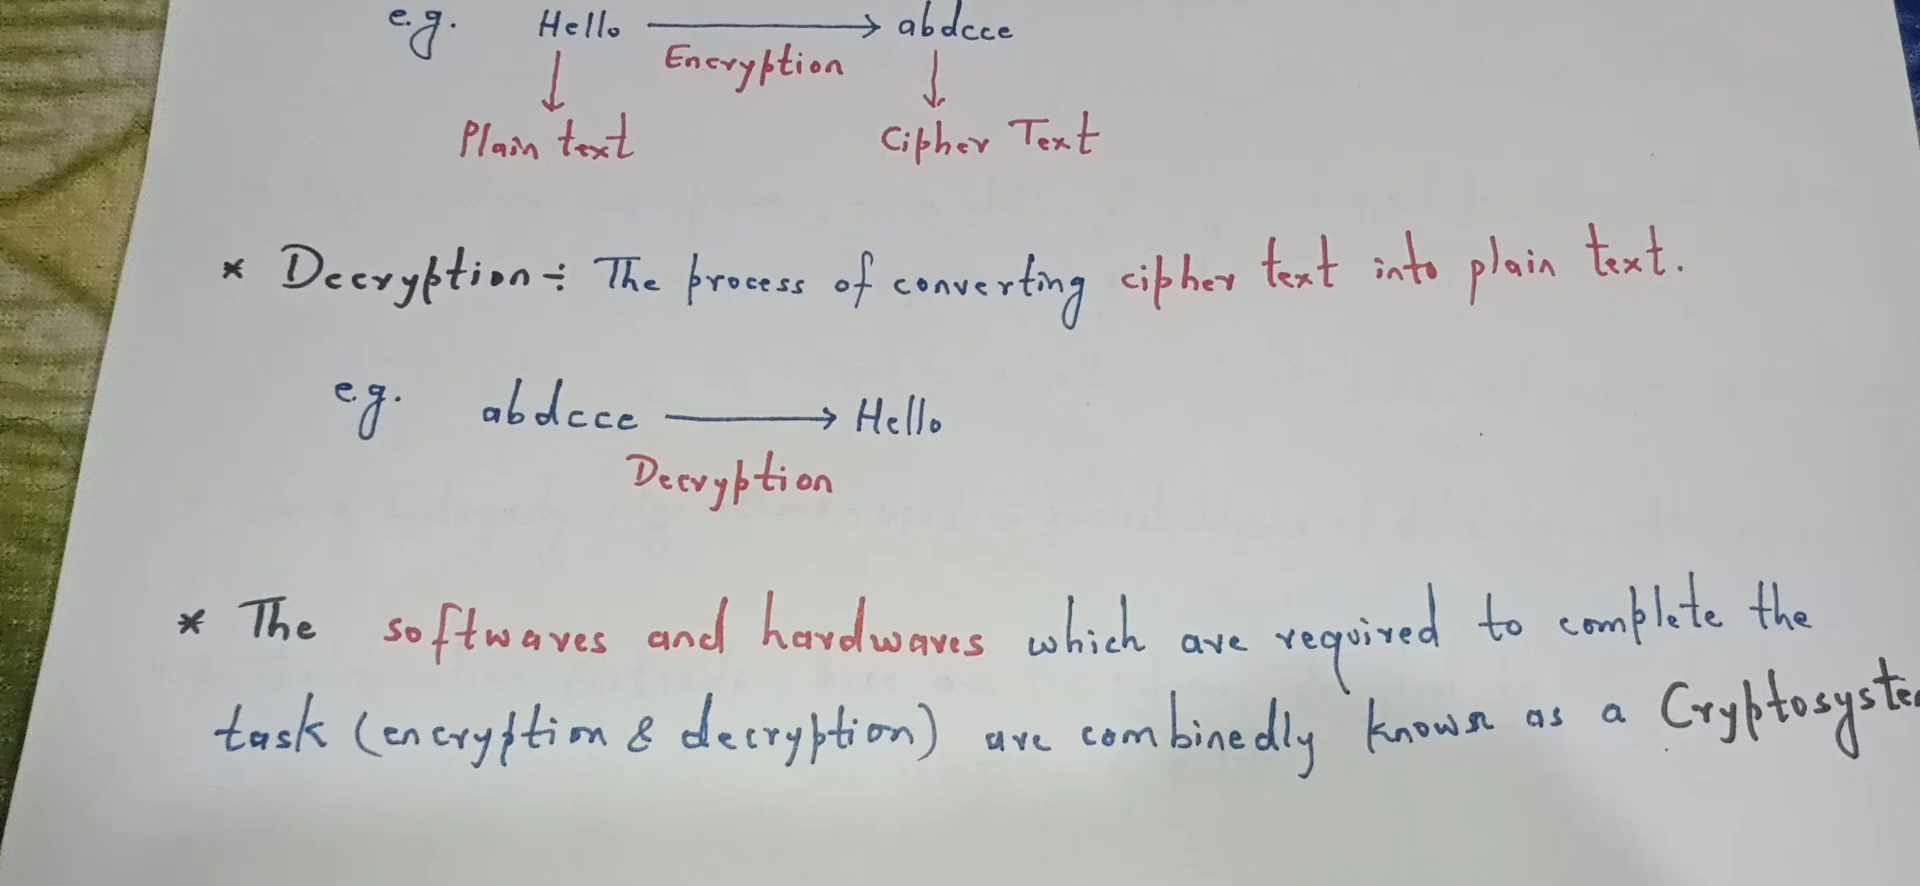 e.g. Hello → abdcce
Encryption
Plain text Cipher Text
* Decryption÷ The process of converting cipher text into plain text.
e.g. abdcce → Hello
Decryption
* The softwares and hardwares which are required to complete the
task (encryption & decryption) are combinedly known as a Cryptosyste